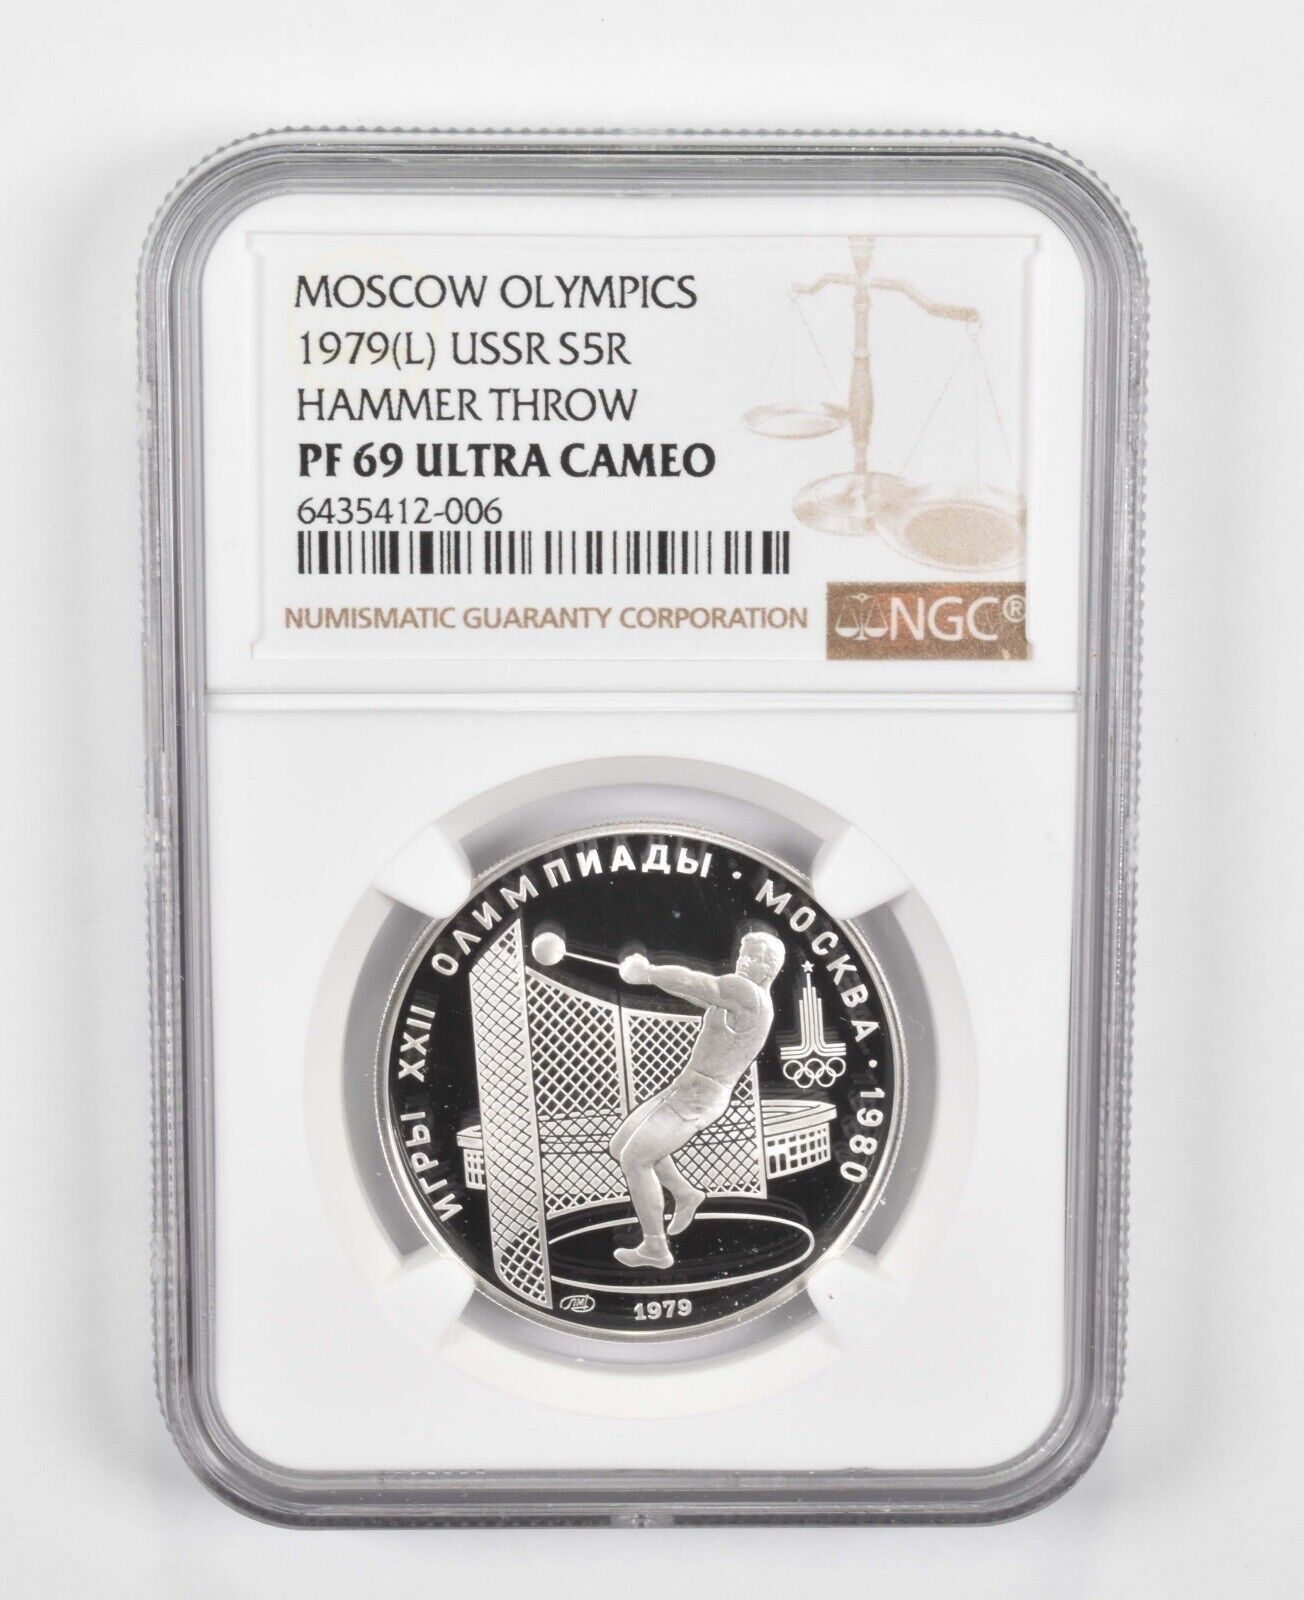 MOSCOW OLYMPICS
1979(L) USSR S5R
HAMMER THROW
PF 69 ULTRA CAMEO
6435412-006
NUMISMATIC GUARANTY CORPORATION
NGC®
ИГРЫ XXII ОЛИМПИАДЫ · МОСКВА · 1980
ЛМД
1979